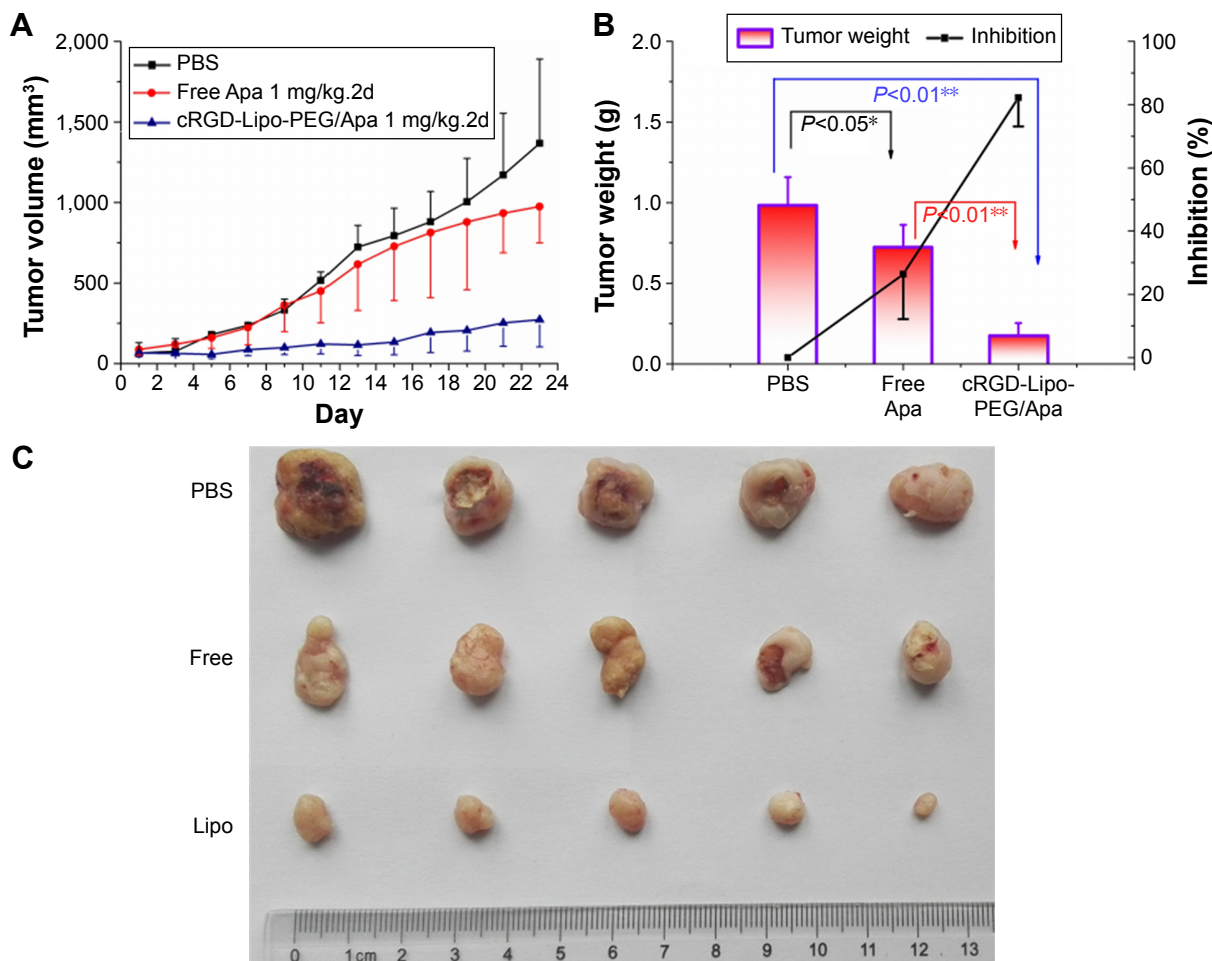 A
2,000
1,500
1,000
500
0
Tumor volume (mm³)
PBS
Free Apa 1 mg/kg.2d
cRGD-Lipo-PEG/Apa 1 mg/kg.2d
0 2 4 6 8 10 12 14 16 18 20 22 24
Day
B
Tumor weight Inhibition
2.0
1.5
1.0
0.5
0.0
Tumor weight (g)
P<0.01**
P<0.05*
P<0.01**
100
80
60
40
20
0
Inhibition (%)
PBS
Free
Apa
cRGD-Lipo-
PEG/Apa
C
PBS
Free
Lipo
0 1cm 2 3 4 5 6 7 8 9 10 11 12 13